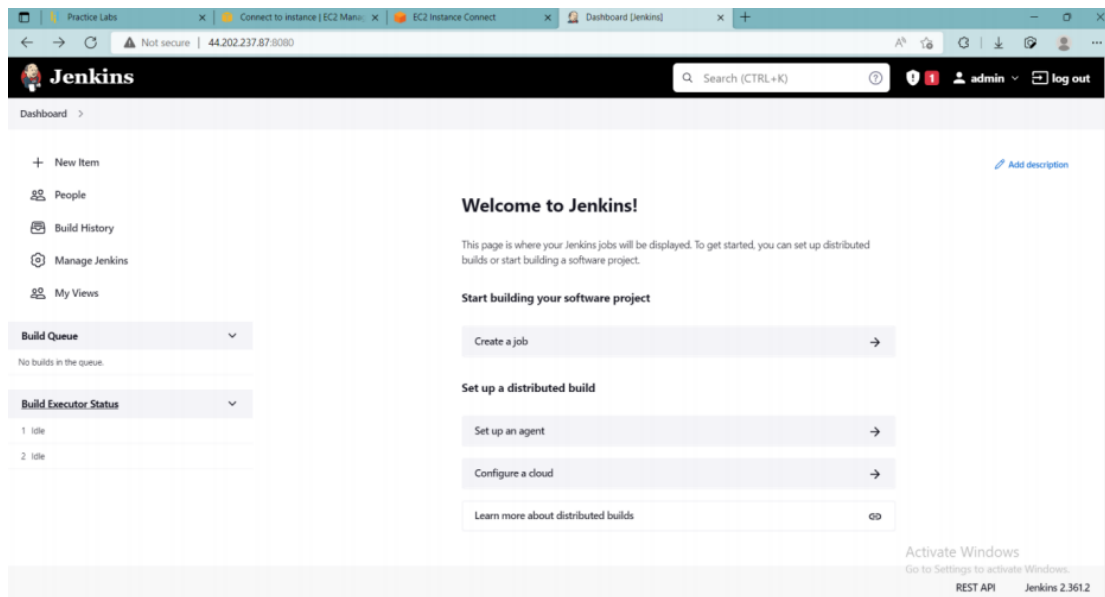 Practice Labs
Connect to instance | EC2 Manag
EC2 Instance Connect
Dashboard [Jenkins]
Not secure | 44.202.237.87:8080
Jenkins
Search (CTRL+K)
1
admin
log out
Dashboard
New Item
People
Build History
Manage Jenkins
My Views
Build Queue
No builds in the queue.
Build Executor Status
1 Idle
2 Idle
Add description
Welcome to Jenkins!
This page is where your Jenkins jobs will be displayed. To get started, you can set up distributed
builds or start building a software project.
Start building your software project
Create a job
Set up a distributed build
Set up an agent
Configure a cloud
Learn more about distributed builds
Activate Windows
Go to Settings to activate Windows.
REST API
Jenkins 2.361.2